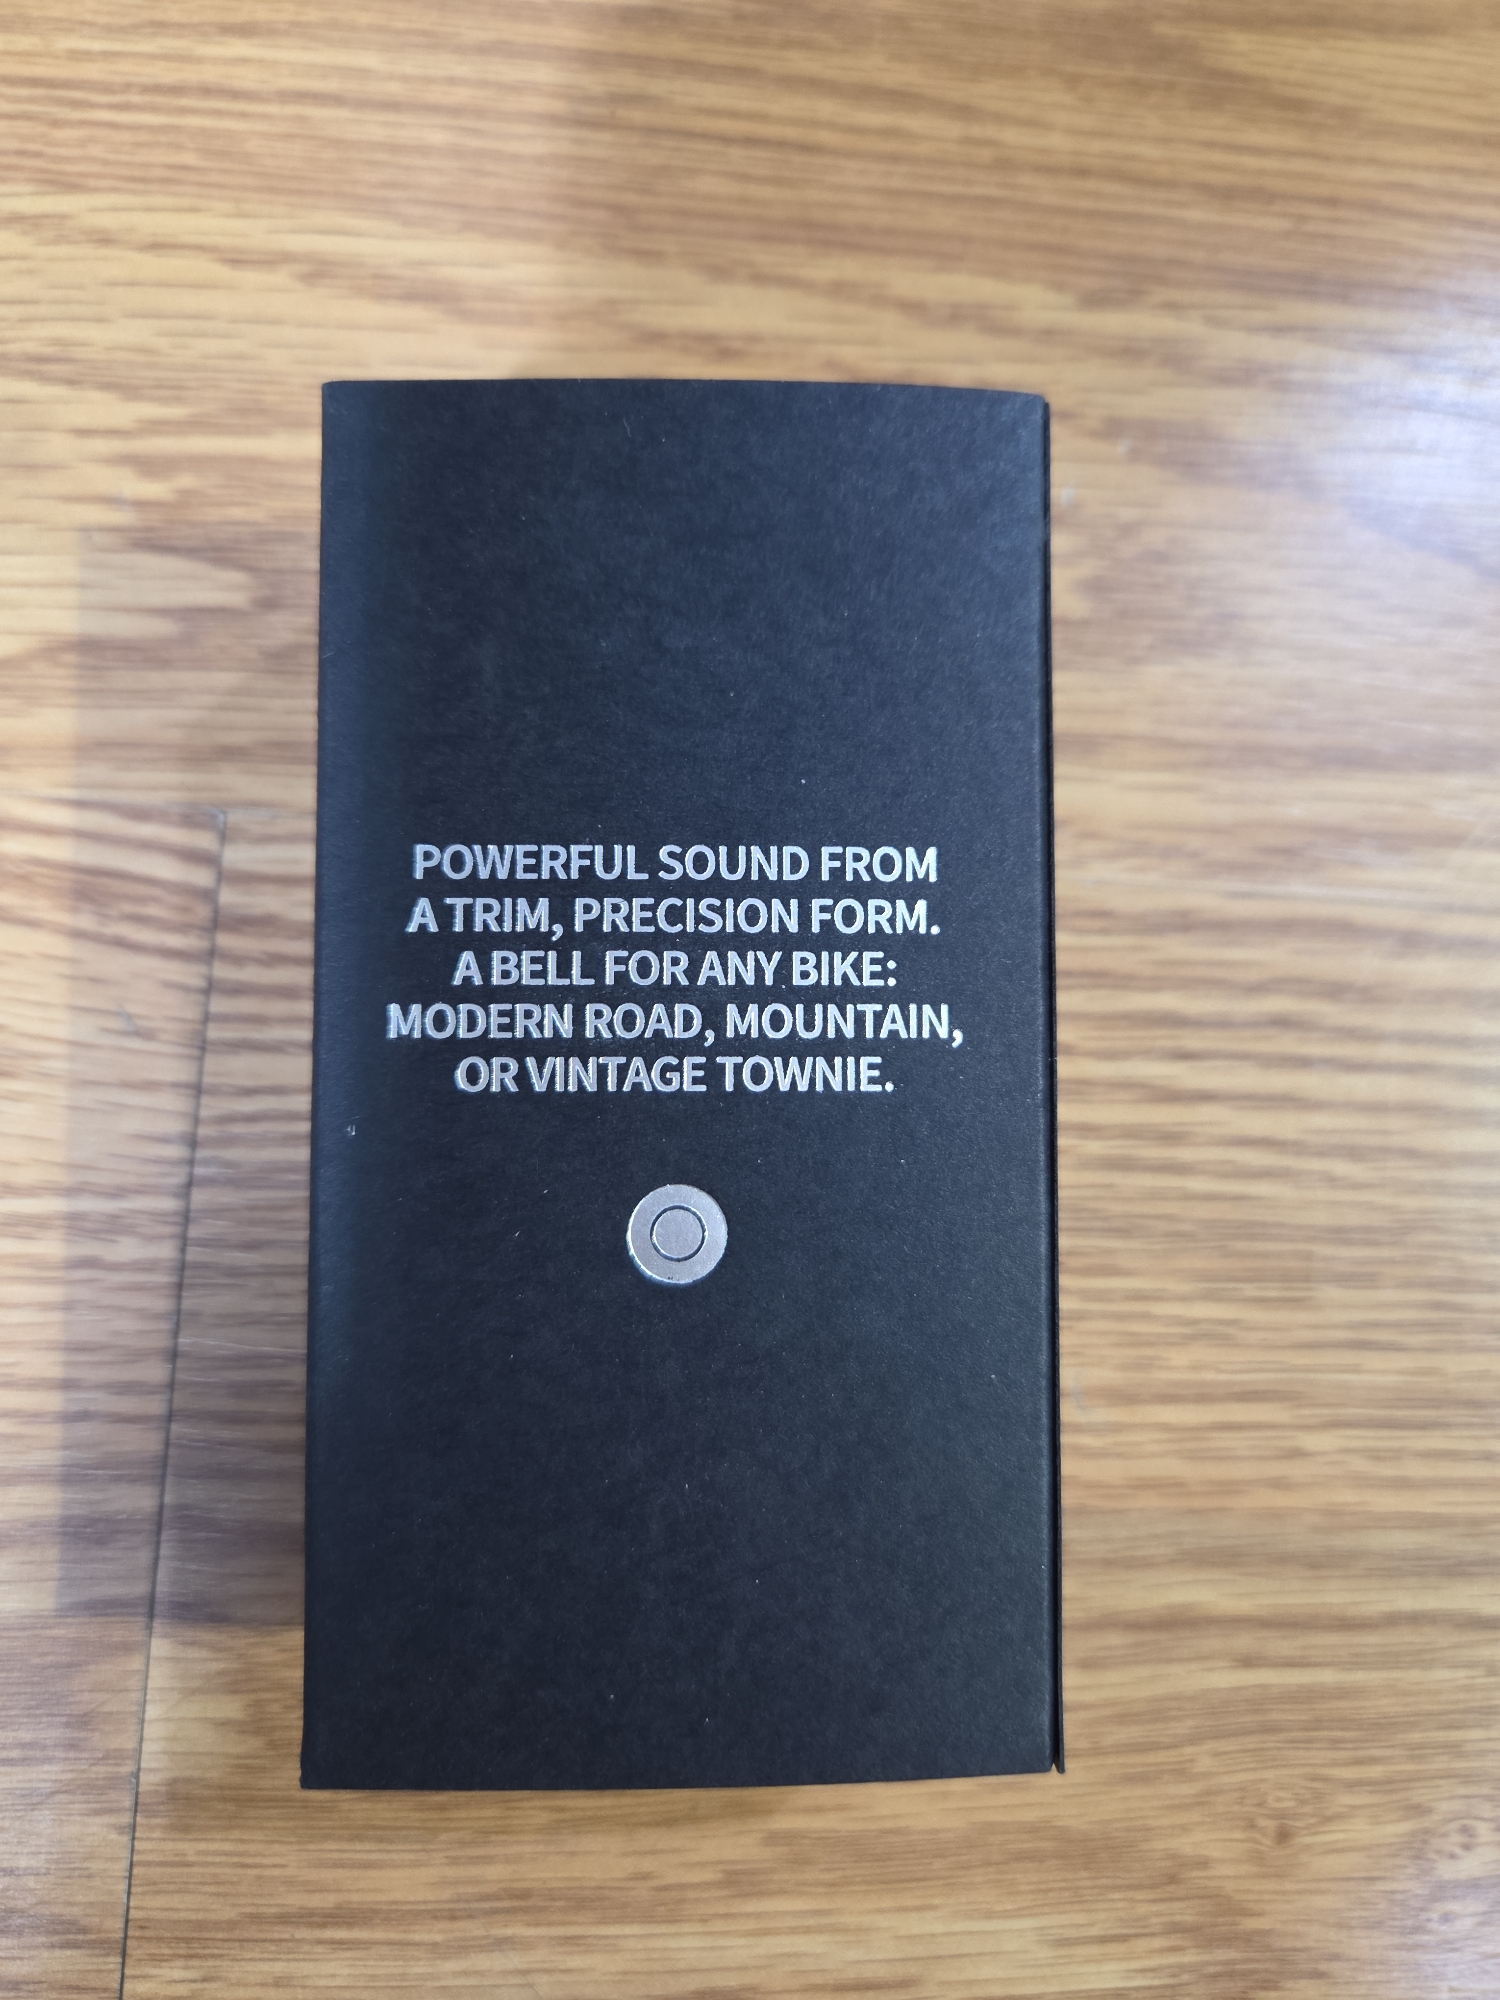 POWERFUL SOUND FROM
A TRIM, PRECISION FORM.
A BELL FOR ANY BIKE:
MODERN ROAD, MOUNTAIN,
OR VINTAGE TOWNIE.